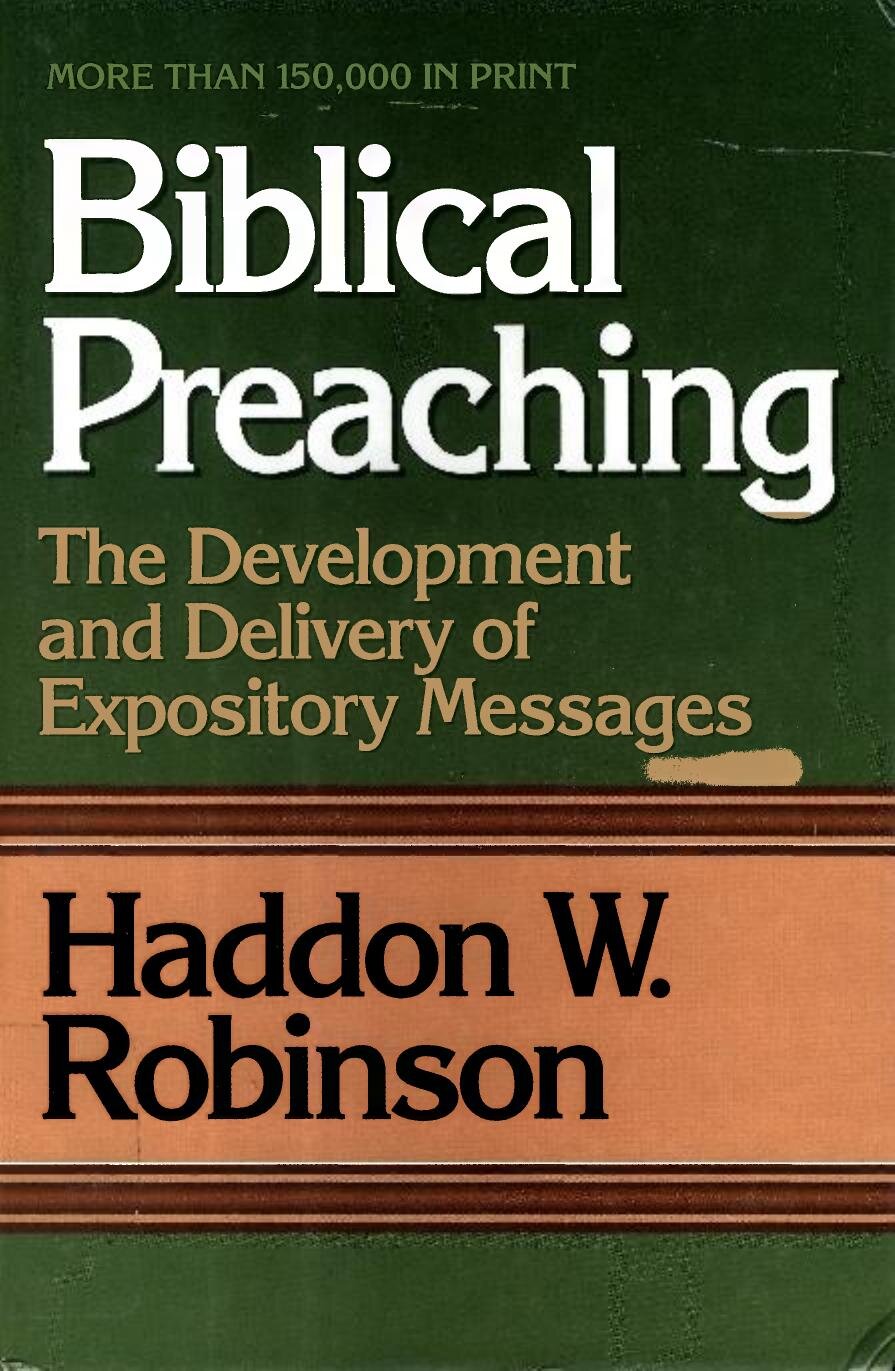 MORE THAN 150,000 IN PRINT
Biblical
Preaching
The Development
and Delivery of
Expository Messages
Haddon W.
Robinson